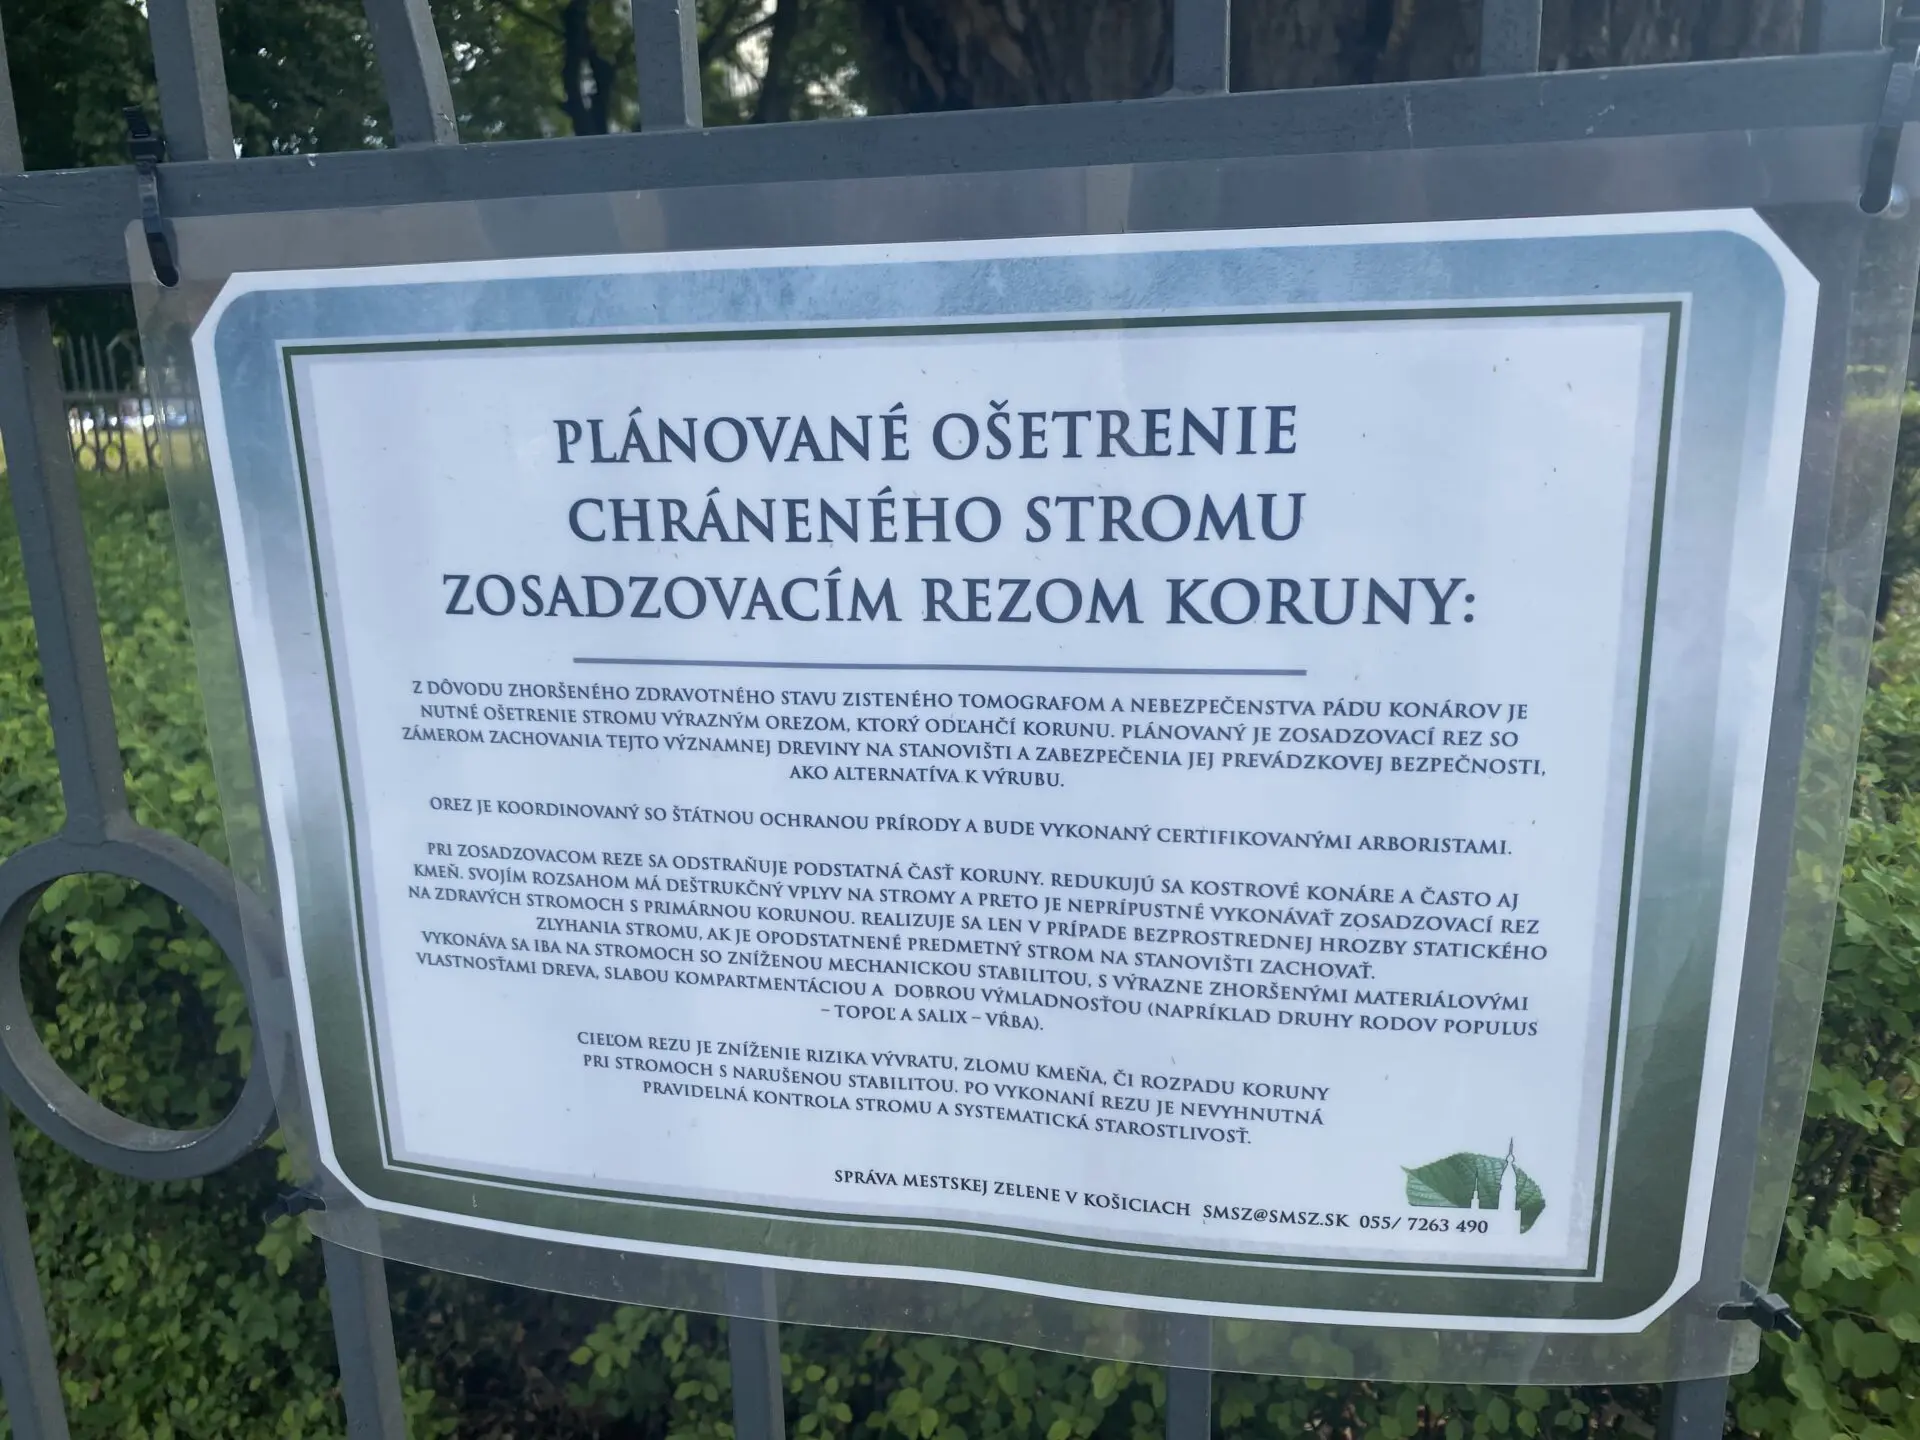 PLÁNOVANÉ OŠETRENIE
CHRÁNENÉHO STROMU
ZOSADZOVACÍM REZOM KORUNY:
Z DÔVODU ZHORŠENÉHO ZDRAVOTNÉHO STAVU ZISTENÉHO TOMOGRAFOM A NEBEZPEČENSTVA PÁDU KONÁROV JE
NUTNÉ OŠETRENIE STROMU VÝRAZNÝM OREZOM, KTORÝ ODĽAHČÍ KORUNU. PLÁNOVANÝ JE ZOSADZOVACÍ REZ SO
ZÁMEROM ZACHOVANIA TEJTO VÝZNAMNEJ DREVINY NA STANOVIŠTI A ZABEZPEČENIA JEJ PREVÁDZKOVEJ BEZPEČNOSTI,
AKO ALTERNATÍVA K VÝRUBU.
OREZ JE KOORDINOVANÝ SO ŠTÁTNOU OCHRANOU PRÍRODY A BUDE VYKONANÝ CERTIFIKOVANÝMI ARBORISTAMI.
PRI ZOSADZOVACOM REZE SA ODSTRAŇUJE PODSTATNÁ ČASŤ KORUNY. REDUKUJÚ SA KOSTROVÉ KONÁRE A ČASTO AJ
KMEŇ. SVOJÍM ROZSAHOM MÁ DEŠTRUKČNÝ VPLYV NA STROMY A PRETO JE NEPRÍPUSTNÉ VYKONÁVAŤ ZOSADZOVACÍ REZ
NA ZDRAVÝCH STROMOCH S PRIMÁRNOU KORUNOU. REALIZUJE SA LEN V PRÍPADE BEZPROSTREDNEJ HROZBY STATICKÉHO
ZLYHANIA STROMU, AK JE OPODSTATNENÉ PREDMETNÝ STROM NA STANOVIŠTI ZACHOVAŤ.
VYKONÁVA SA IBA NA STROMOCH SO ZNÍŽENOU MECHANICKOU STABILITOU, S VÝRAZNE ZHORŠENÝMI MATERIÁLOVÝMI
VLASTNOSŤAMI DREVA, SLABOU KOMPARTMENTÁCIOU A DOBROU VÝMLADNOSŤOU (NAPRÍKLAD DRUHY RODOV POPULUS
– TOPOĽ A SALIX – VŔBA).
CIEĽOM REZU JE ZNÍŽENIE RIZIKA VÝVRATU, ZLOMU KMEŇA, ČI ROZPADU KORUNY
PRI STROMOCH S NARUŠENOU STABILITOU. PO VYKONANÍ REZU JE NEVYHNUTNÁ
PRAVIDELNÁ KONTROLA STROMU A SYSTEMATICKÁ STAROSTLIVOSŤ.
SPRÁVA MESTSKEJ ZELENE V KOŠICIACH SMSZ@SMSZ.SK 055/ 7263 490